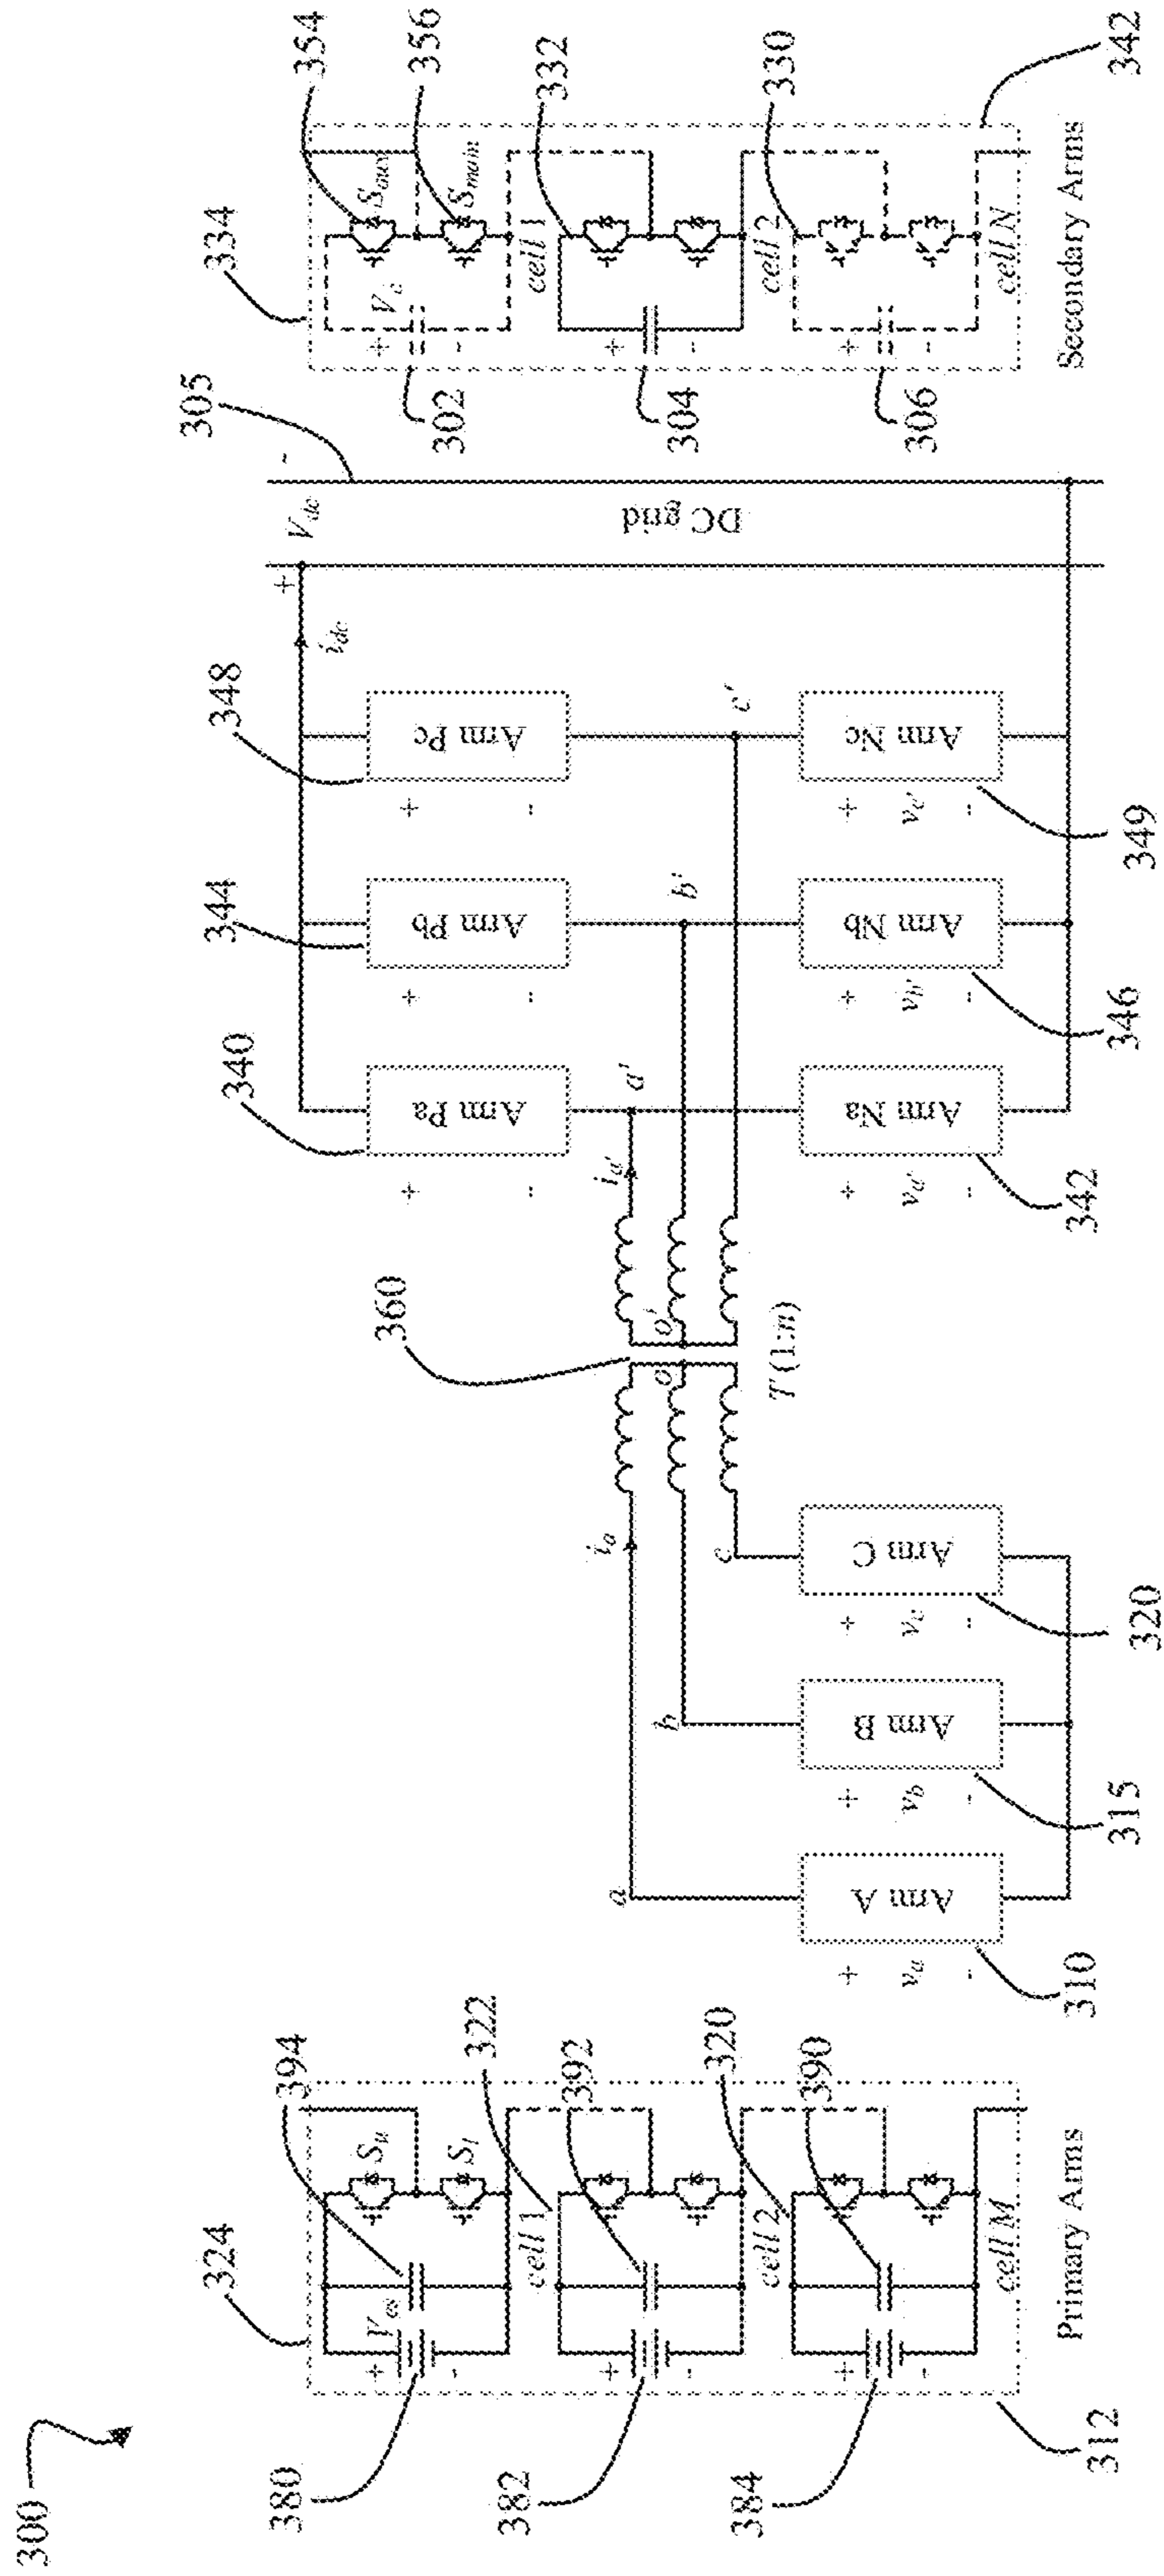 300
324
380
382
384
312
394
322
392
320
390
+
V_es
-
S_u
S_l
cell 1
+
-
cell 2
+
-
cell M
Primary Arms
a
i_a
b
c
+
v_a
-
Arm A
310
+
v_b
-
Arm B
315
+
v_c
-
Arm C
320
360
o
o'
T (1:n)
i_a'
a'
b'
c'
340
+
-
Arm Pa
344
+
-
Arm Pb
348
+
-
Arm Pc
+
v_a'
-
Arm Na
342
+
v_b'
-
Arm Nb
346
+
v_c'
-
Arm Nc
349
i_dc
+
V_dc
-
305
DC grid
334
354
356
332
330
302
304
306
342
+
V_c
-
S_aux
S_main
cell 1
+
-
cell 2
+
-
cell N
Secondary Arms